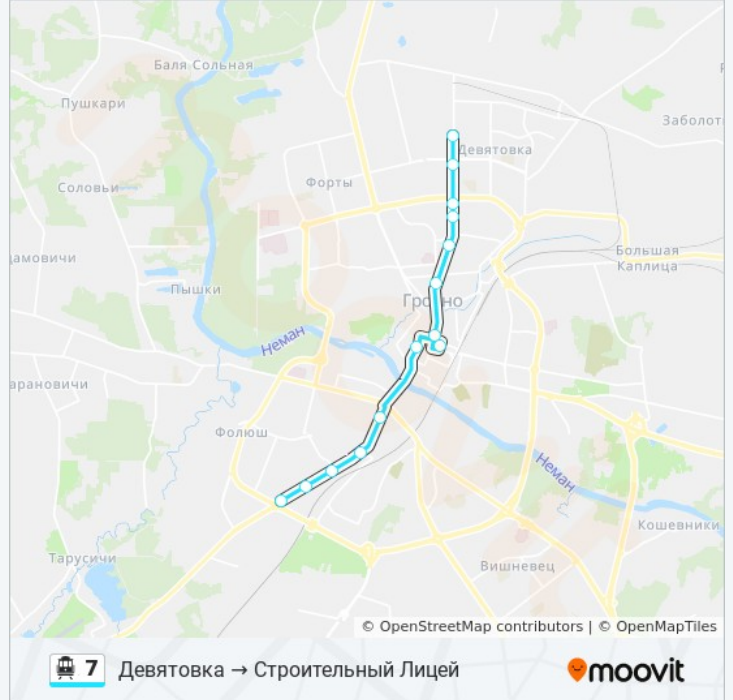 Баля Сольная
Пушкари
Заболот
Девятовка
Форты
Соловьи
Большая
Каплица
дамовичи
Пышки
Гродно
Неман
арановичи
Фолюш
Неман
Кошевники
Тарусичи
Вишневец
© OpenStreetMap contributors | © OpenMapTiles
7 Девятовка → Строительный Лицей
moovit